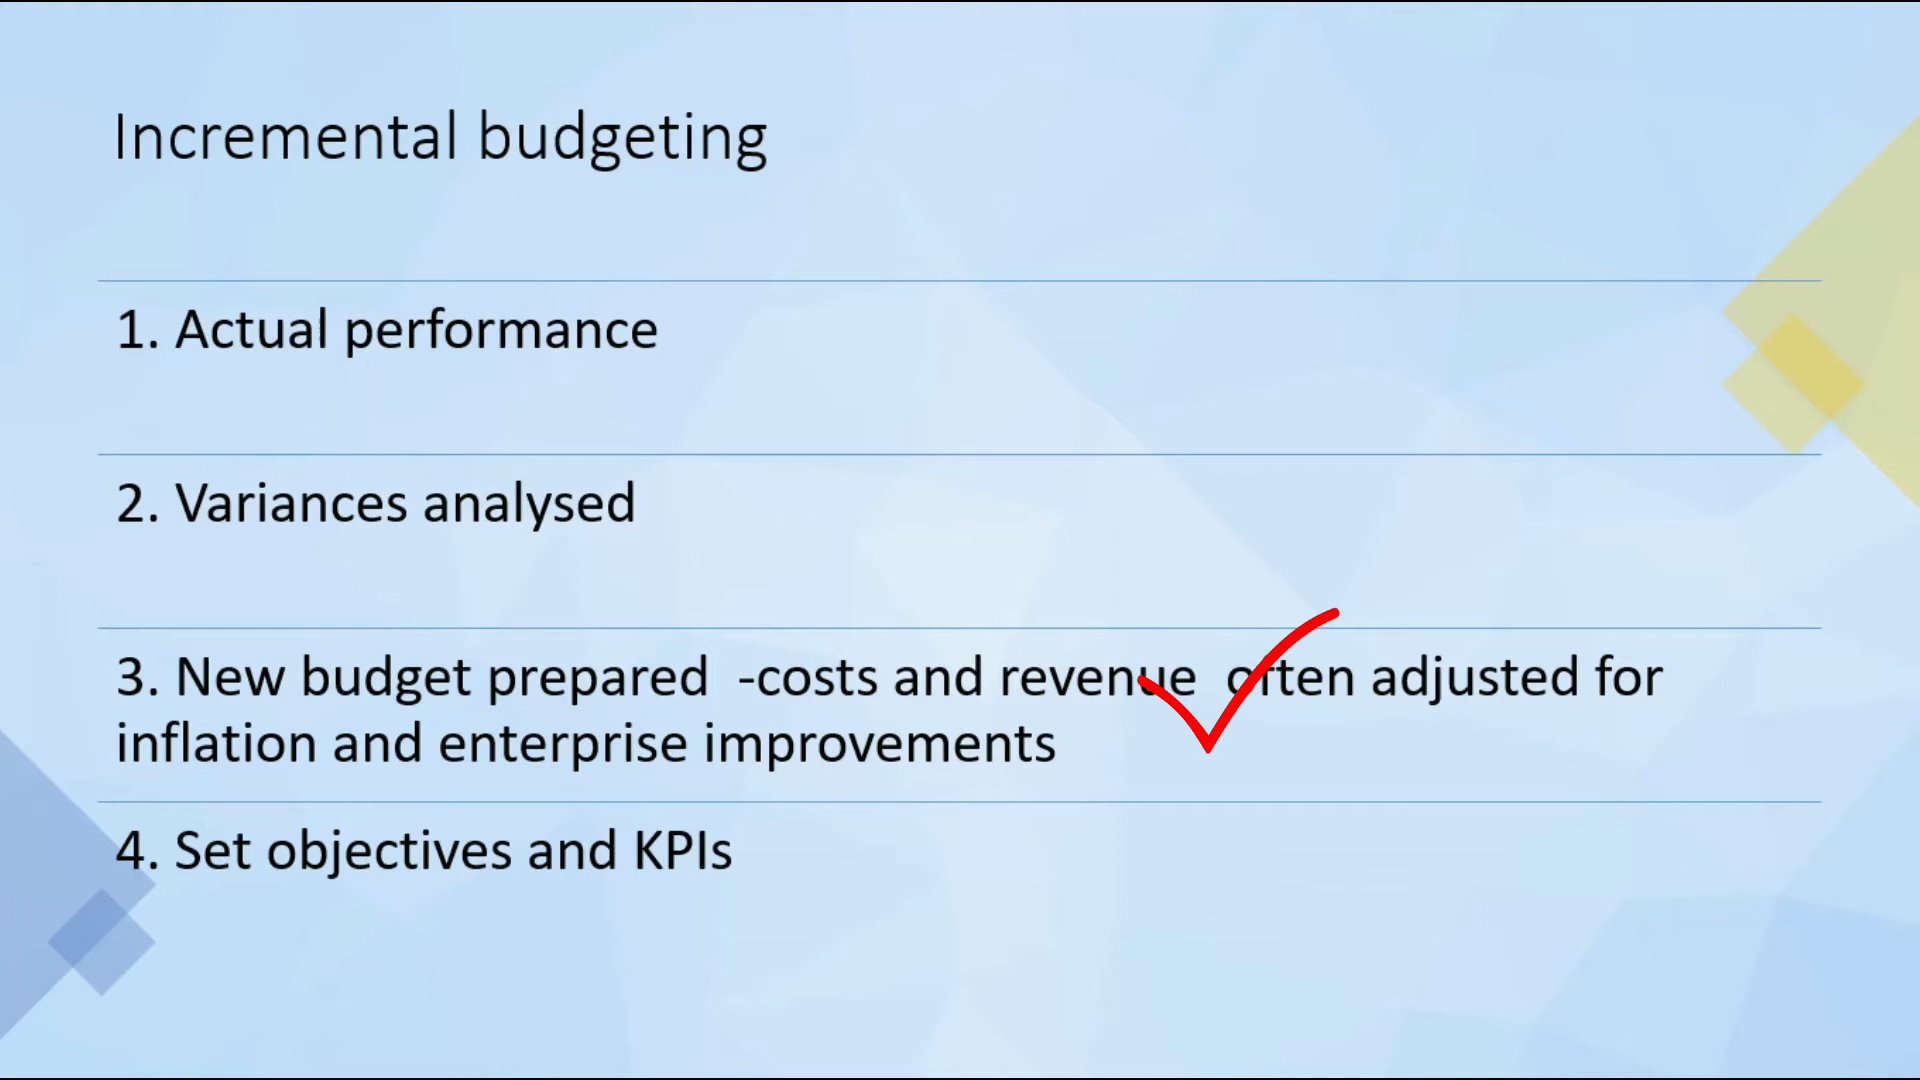 Incremental budgeting
1. Actual performance
2. Variances analysed
3. New budget prepared  -costs and revenue  often adjusted for
inflation and enterprise improvements
4. Set objectives and KPIs